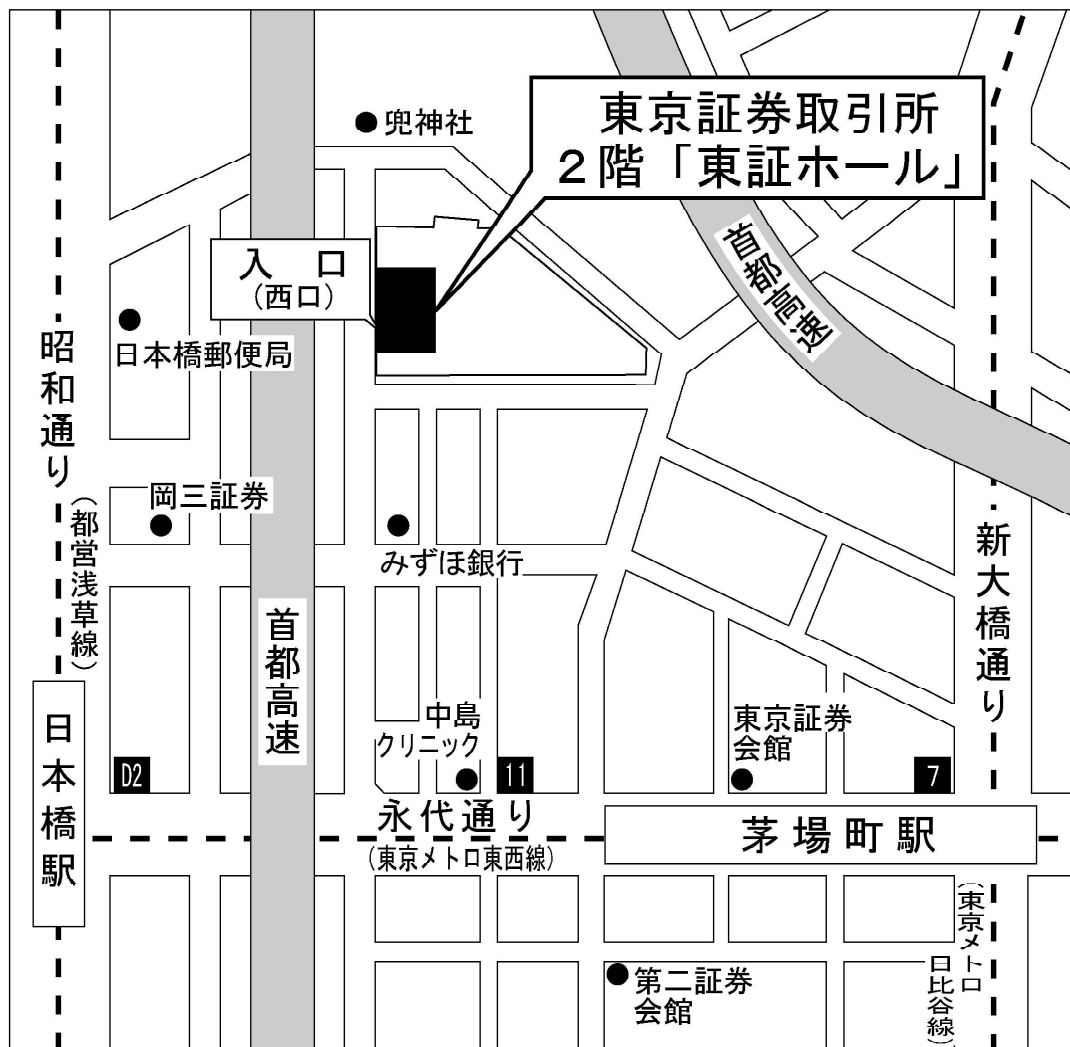 兜神社
東京証券取引所
２階「東証ホール」
入　口
（西口）
首都高速
日本橋郵便局
昭和通り
（都営浅草線）
岡三証券
みずほ銀行
新大橋通り
首都高速
中島
クリニック
東京証券
会館
日本橋駅
D2
11
7
永代通り
（東京メトロ東西線）
茅場町駅
（東京メトロ
日比谷線）
第二証券
会館